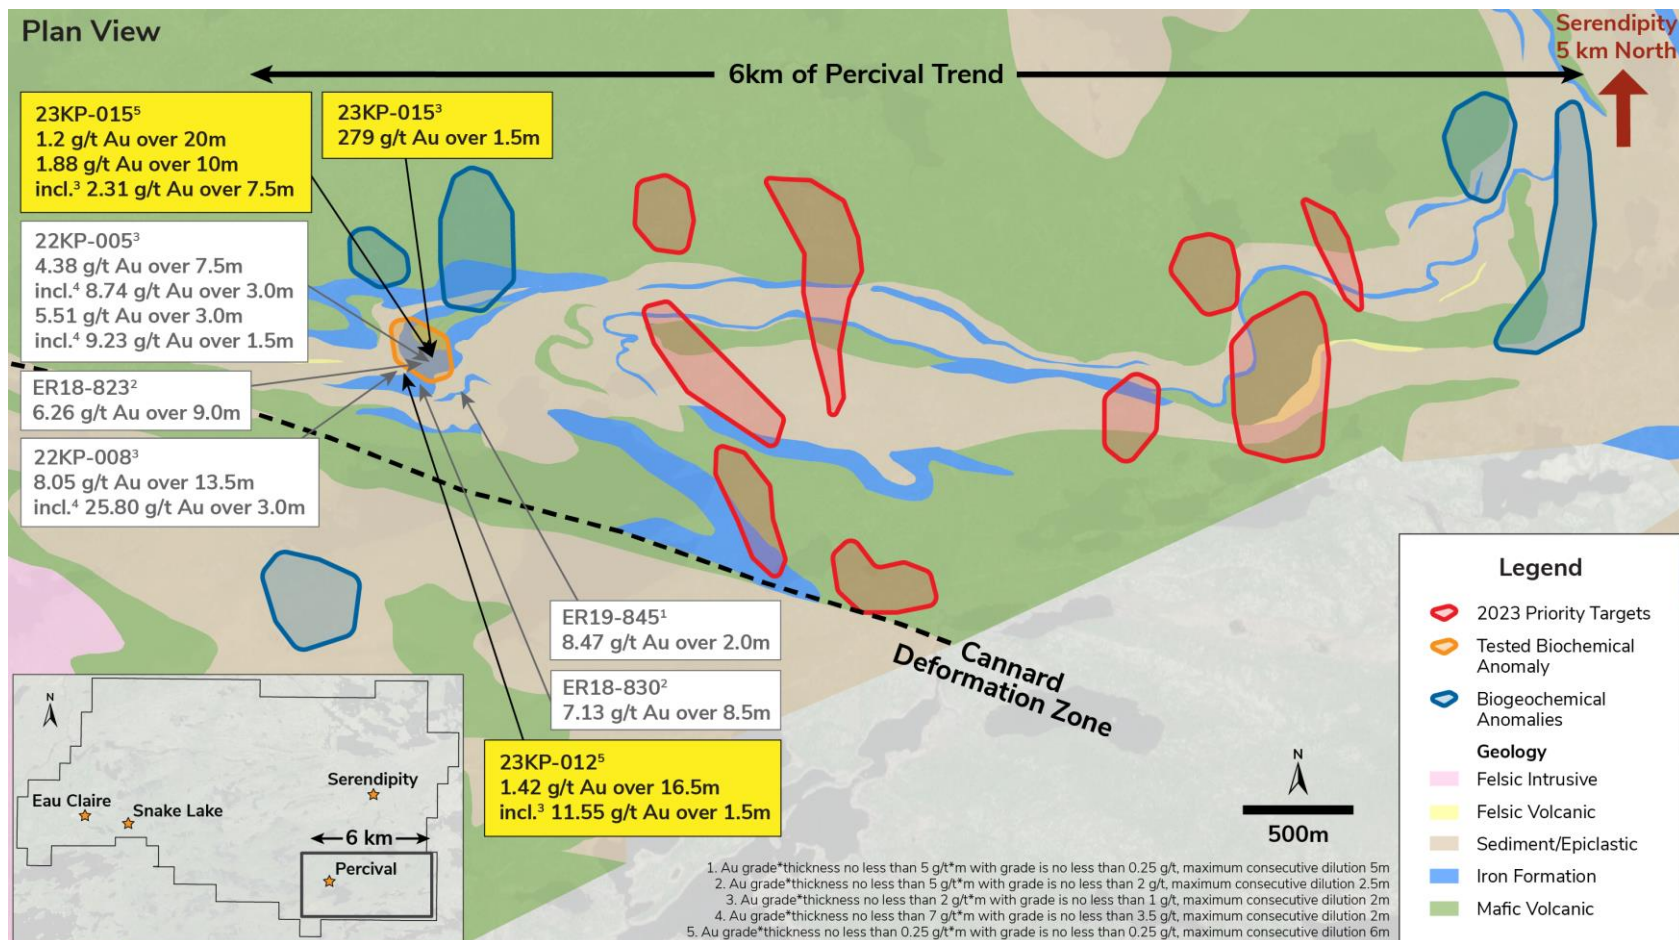 Plan View
Serendipity
5 km North
6km of Percival Trend
23KP-015⁵
1.2 g/t Au over 20m
1.88 g/t Au over 10m
incl.³ 2.31 g/t Au over 7.5m
23KP-015³
279 g/t Au over 1.5m
22KP-005³
4.38 g/t Au over 7.5m
incl.⁴ 8.74 g/t Au over 3.0m
5.51 g/t Au over 3.0m
incl.⁴ 9.23 g/t Au over 1.5m
ER18-823²
6.26 g/t Au over 9.0m
22KP-008³
8.05 g/t Au over 13.5m
incl.⁴ 25.80 g/t Au over 3.0m
ER19-845¹
8.47 g/t Au over 2.0m
ER18-830²
7.13 g/t Au over 8.5m
23KP-012⁵
1.42 g/t Au over 16.5m
incl.³ 11.55 g/t Au over 1.5m
Cannard
Deformation Zone
N
Eau Claire
Snake Lake
Serendipity
6 km
Percival
N
500m
1. Au grade*thickness no less than 5 g/t*m with grade is no less than 0.25 g/t, maximum consecutive dilution 5m
2. Au grade*thickness no less than 5 g/t*m with grade is no less than 2 g/t, maximum consecutive dilution 2.5m
3. Au grade*thickness no less than 2 g/t*m with grade is no less than 1 g/t, maximum consecutive dilution 2m
4. Au grade*thickness no less than 7 g/t*m with grade is no less than 3.5 g/t, maximum consecutive dilution 2m
5. Au grade*thickness no less than 0.25 g/t*m with grade is no less than 0.25 g/t, maximum consecutive dilution 6m
Legend
2023 Priority Targets
Tested Biochemical
Anomaly
Biogeochemical
Anomalies
Geology
Felsic Intrusive
Felsic Volcanic
Sediment/Epiclastic
Iron Formation
Mafic Volcanic